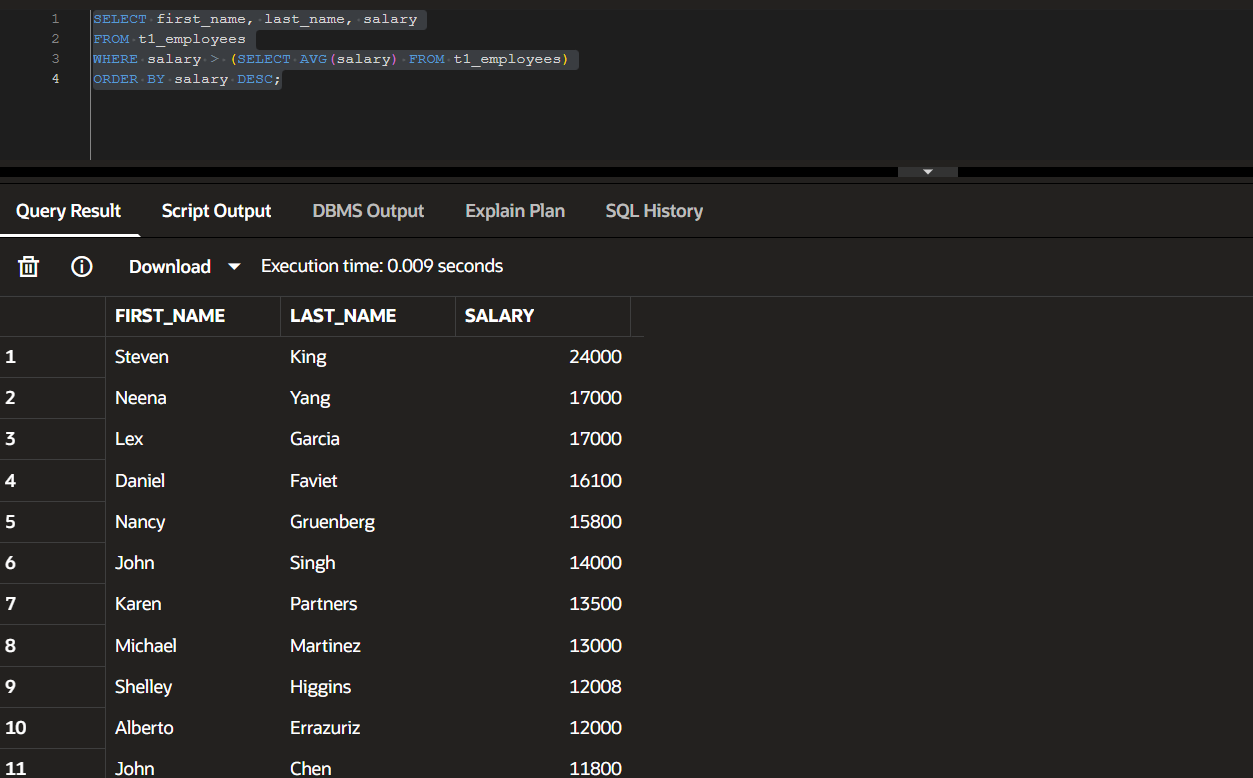 1 SELECT first_name, last_name, salary
2 FROM t1_employees
3 WHERE salary > (SELECT AVG(salary) FROM t1_employees)
4 ORDER BY salary DESC;
Query Result Script Output DBMS Output Explain Plan SQL History
Download Execution time: 0.009 seconds
FIRST_NAME LAST_NAME SALARY
1 Steven King 24000
2 Neena Yang 17000
3 Lex Garcia 17000
4 Daniel Faviet 16100
5 Nancy Gruenberg 15800
6 John Singh 14000
7 Karen Partners 13500
8 Michael Martinez 13000
9 Shelley Higgins 12008
10 Alberto Errazuriz 12000
11 John Chen 11800